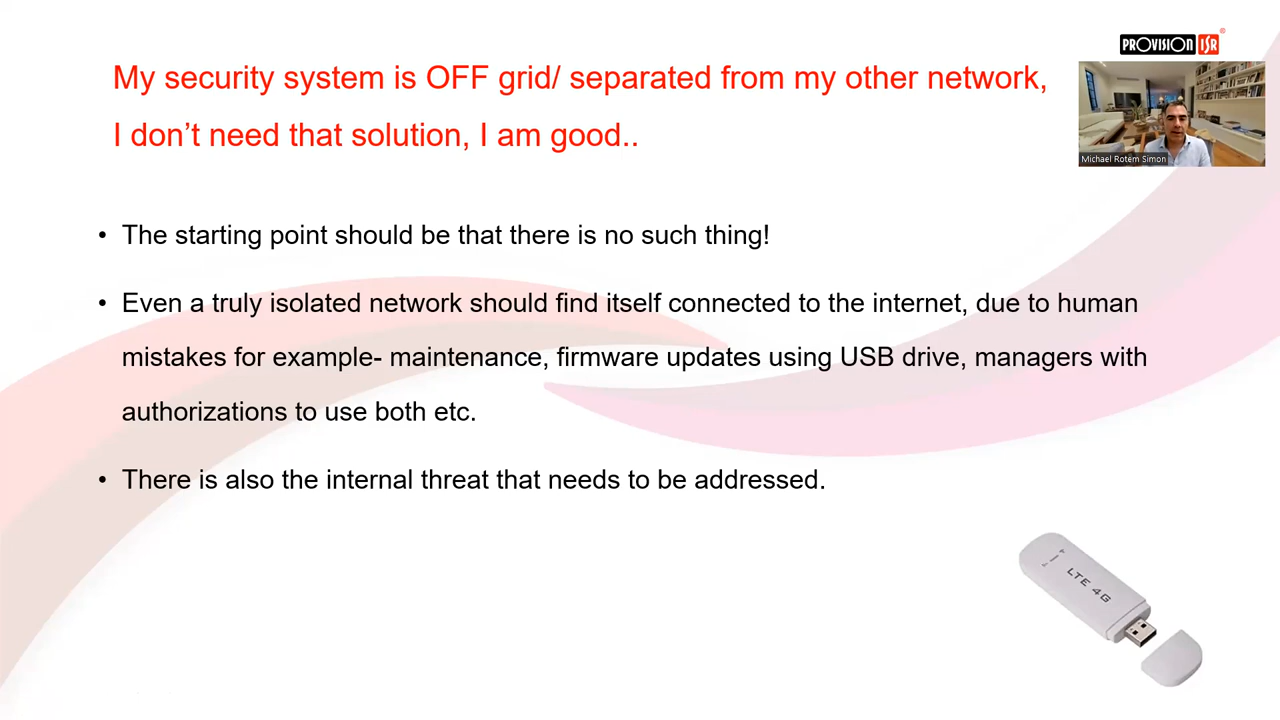 PROVISION ISR®
My security system is OFF grid/ separated from my other network,
I don’t need that solution, I am good..
Michael Rotem Simon
• The starting point should be that there is no such thing!
• Even a truly isolated network should find itself connected to the internet, due to human
mistakes for example- maintenance, firmware updates using USB drive, managers with
authorizations to use both etc.
• There is also the internal threat that needs to be addressed.
LTE 4G